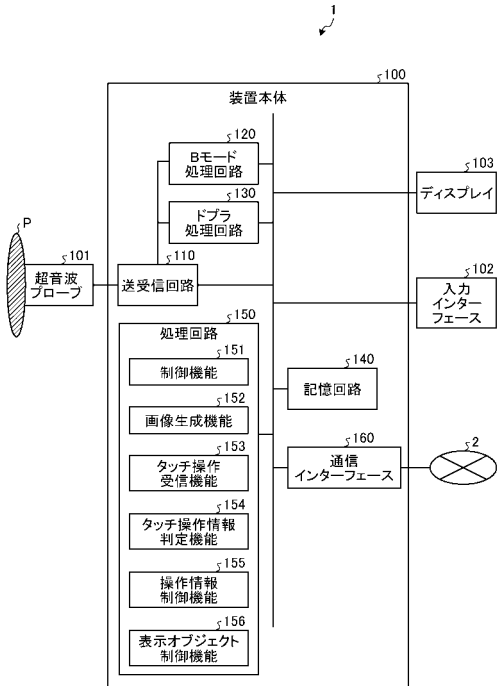 1
100
装置本体
120
Bモード
処理回路
130
ドプラ
処理回路
103
ディスプレイ
P
101
超音波
プローブ
110
送受信回路
102
入力
インター
フェース
150
処理回路
151
制御機能
152
画像生成機能
153
タッチ操作
受信機能
154
タッチ操作情報
判定機能
155
操作情報
制御機能
156
表示オブジェクト
制御機能
140
記憶回路
160
通信
インターフェース
2